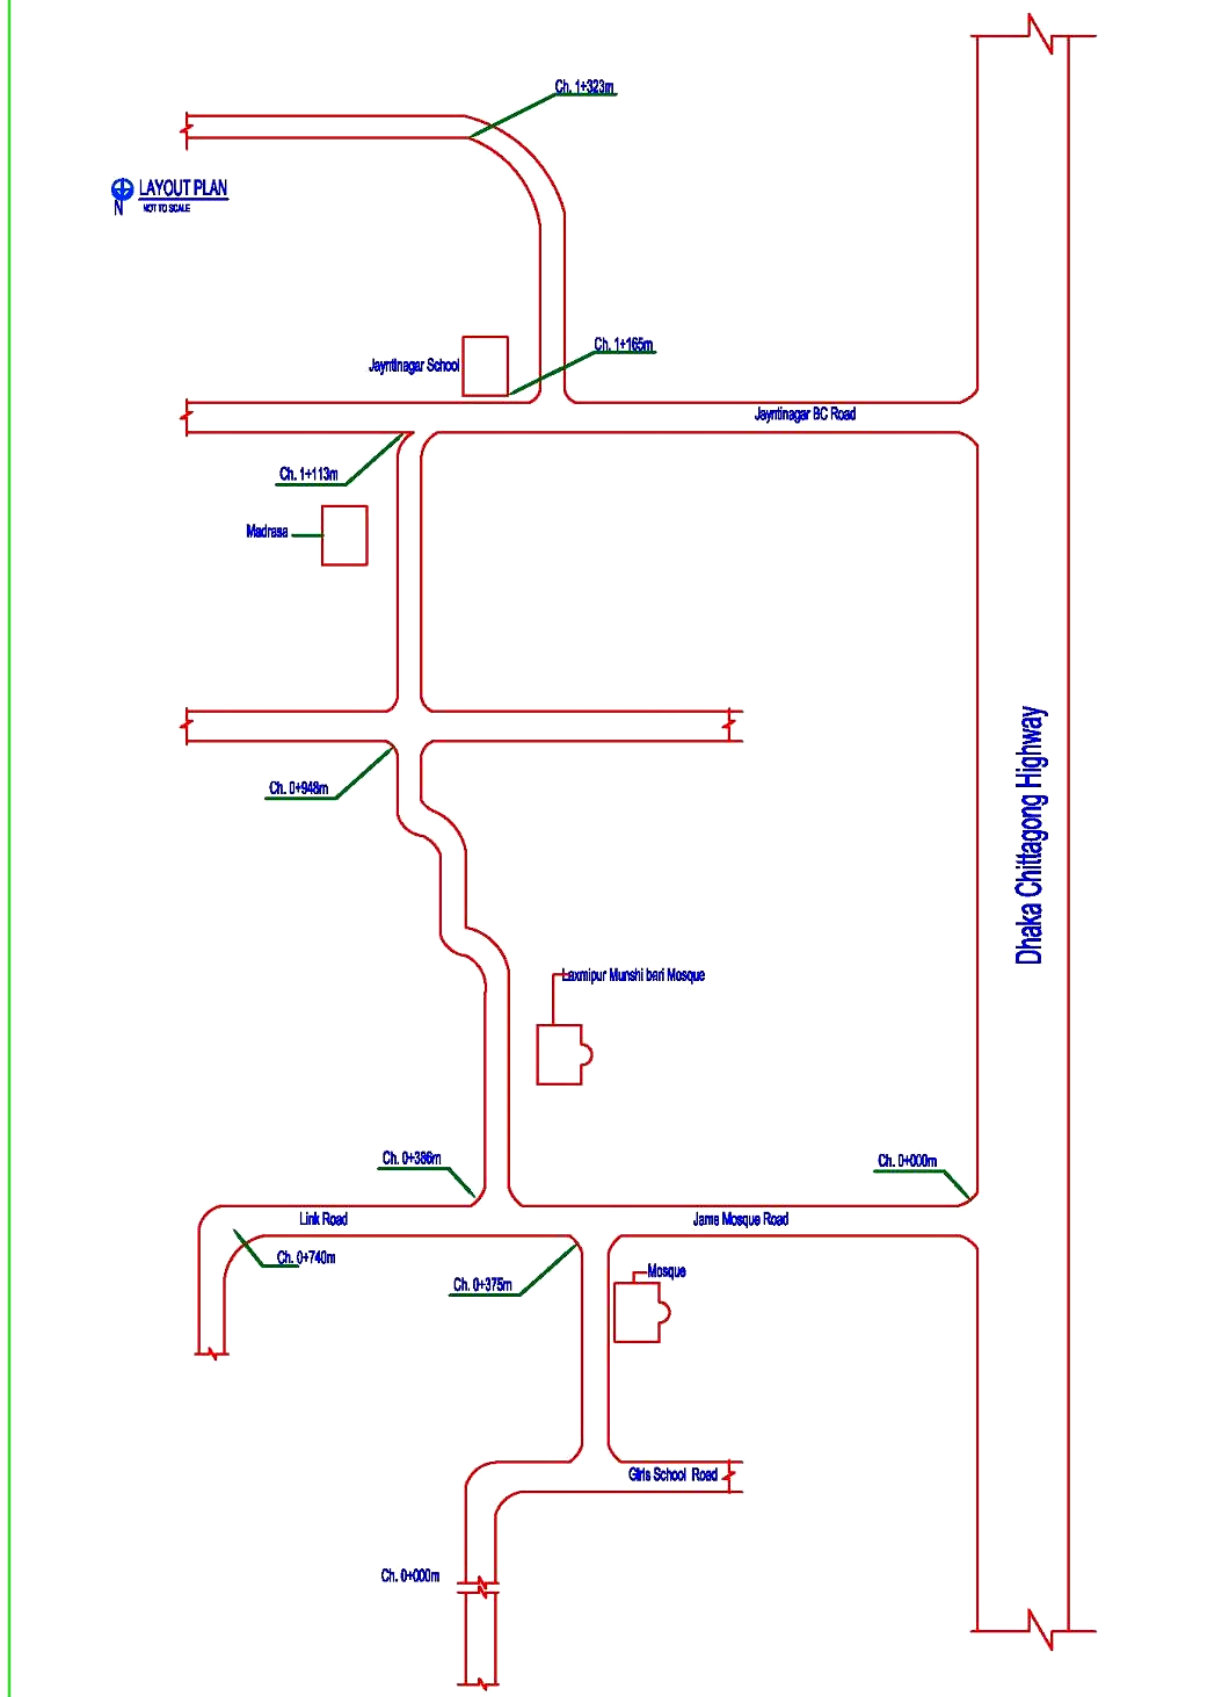 Ch. 1+323m
LAYOUT PLAN
NOT TO SCALE
N
Ch. 1+165m
Jayntinagar School
Jayntinagar BC Road
Ch. 1+113m
Madrasa
Ch. 0+948m
Dhaka Chittagong Highway
Laxmipur Munshi bari Mosque
Ch. 0+386m
Ch. 0+000m
Link Road
Jame Mosque Road
Ch. 0+740m
Ch. 0+375m
Mosque
Girls School Road
Ch. 0+000m